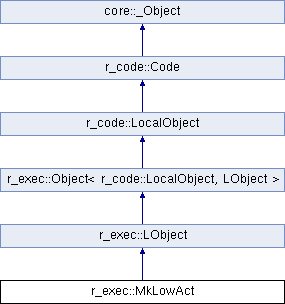 core::_Object
r_code::Code
r_code::LocalObject
r_exec::Object< r_code::LocalObject, LObject >
r_exec::LObject
r_exec::MkLowAct